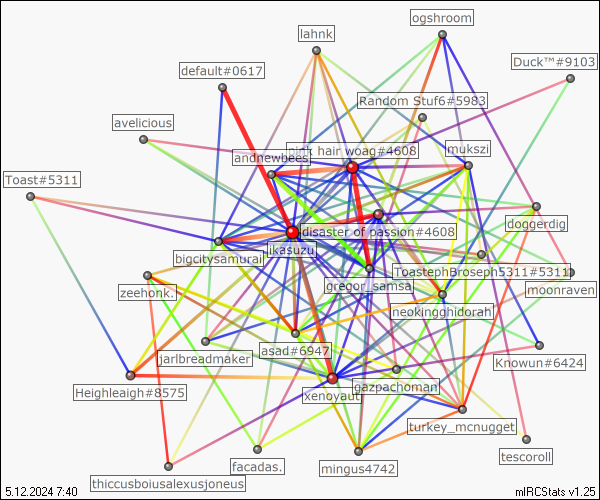 ogshroom
lahnk
Duck™#9103
default#0617
Random Stuf6#5983
avelicious
pink hair woag#4608
mukszi
andnewbees
Toast#5311
doggerdig
disaster of passion#4608
ikasuzu
bigcitysamurai
ToastephBroseph5311#5311
gregor_samsa
moonraven
zeehonk.
neokingghidorah
asad#6947
jarlbreadmaker
Knowun#6424
gazpachoman
Heighleaigh#8575
xenoyaut
turkey_mcnugget
tescoroll
facadas.
mingus4742
thiccusboiusalexusjoneus
5.12.2024 7:40
mIRCStats v1.25